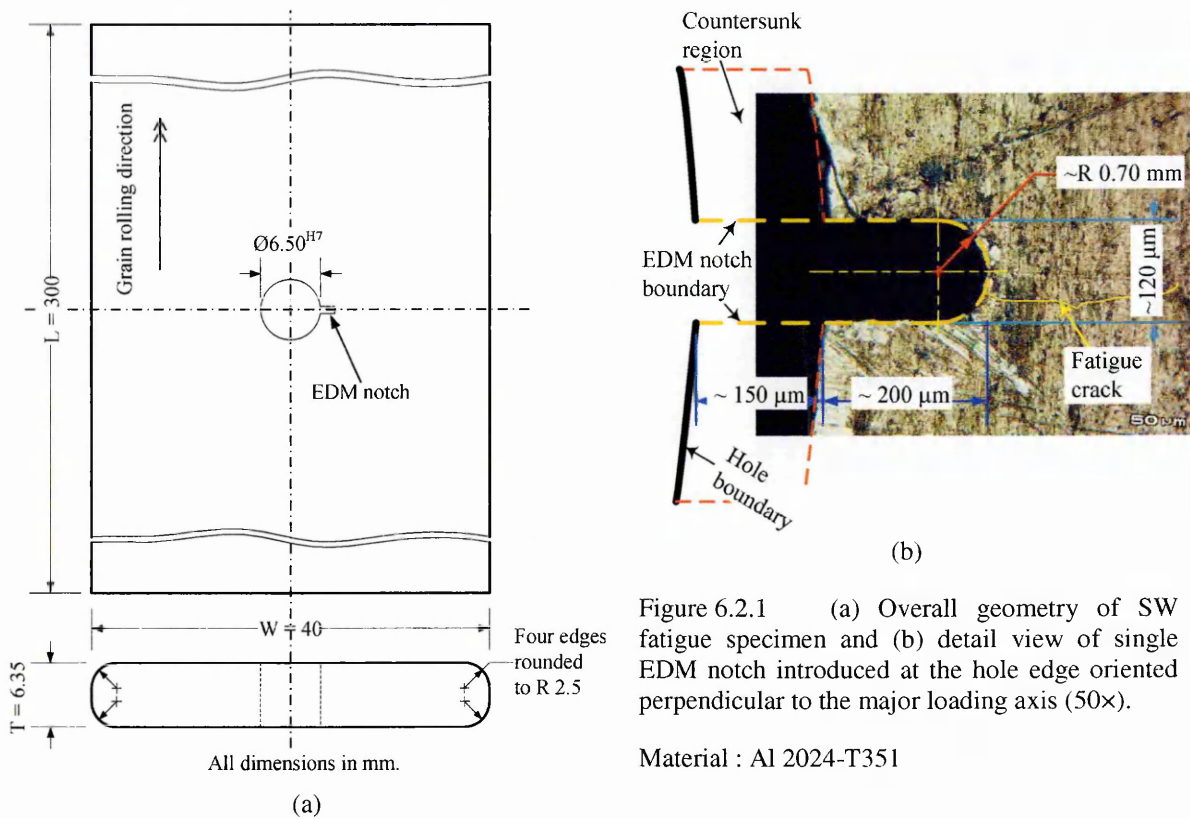 Grain rolling direction
Ø6.50H7
L = 300
EDM notch
W = 40
T = 6.35
Four edges
rounded
to R 2.5
All dimensions in mm.
(a)
Countersunk
region
~R 0.70 mm
EDM notch
boundary
~120 μm
~ 150 μm
~ 200 μm
Fatigue
crack
50 μm
Hole
boundary
(b)
Figure 6.2.1 (a) Overall geometry of SW
fatigue specimen and (b) detail view of single
EDM notch introduced at the hole edge oriented
perpendicular to the major loading axis (50×).
Material : Al 2024-T351